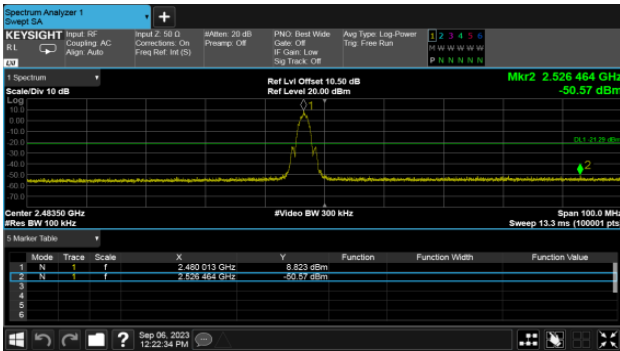 Spectrum Analyzer 1
Swept SA
+
KEYSIGHT Input: RF Input Z: 50 Ω #Atten: 20 dB PNO: Best Wide Avg Type: Log-Power 1 2 3 4 5 6
RL Coupling: AC Corrections: On Preamp: Off Gate: Off Trig: Free Run M W W W W W
Align: Auto Freq Ref: Int (S) IF Gain: Low P N N N N N
LXI Sig Track: Off
1 Spectrum Ref Lvl Offset 10.50 dB Mkr2 2.526 464 GHz
Scale/Div 10 dB Ref Level 20.00 dBm -50.57 dBm
Log
10.0 1
0.00
-10.0
-20.0 DL1 -21.29 dBm
-30.0
-40.0 2
-50.0
-60.0
-70.0
Center 2.48350 GHz #Video BW 300 kHz Span 100.0 MHz
#Res BW 100 kHz Sweep 13.3 ms (100001 pts)
5 Marker Table
Mode Trace Scale X Y Function Function Width Function Value
1 N 1 f 2.480 013 GHz 8.823 dBm
2 N 1 f 2.526 464 GHz -50.57 dBm
3
4
5
6
? Sep 06, 2023
12:22:34 PM